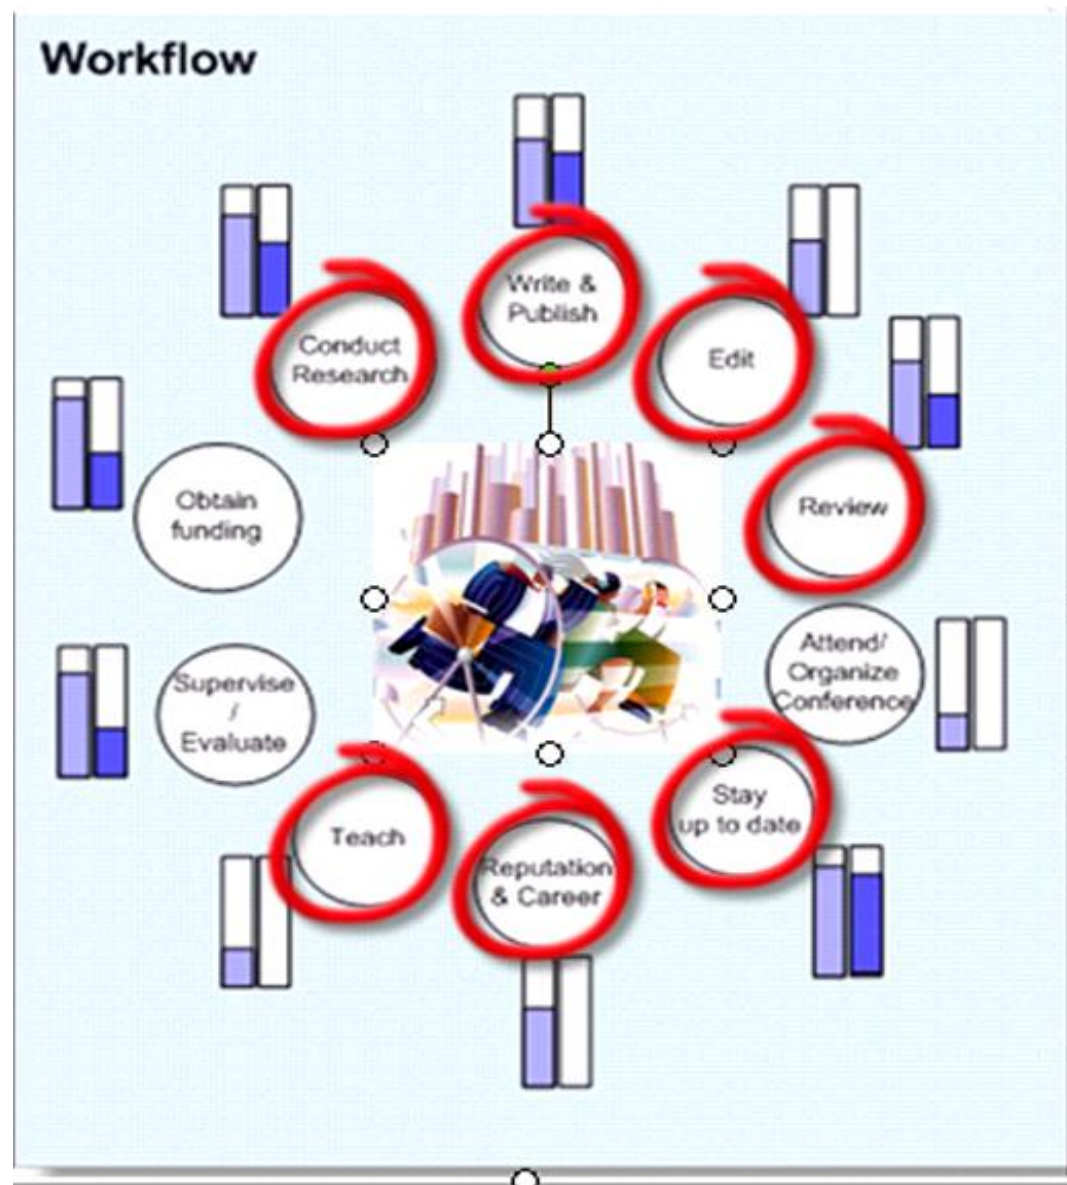 Workflow
Write &
Publish
Conduct
Research
Edit
Review
Obtain
funding
Attend/
Organize
Conference
Supervise
/
Evaluate
Stay
up to date
Teach
Reputation
& Career